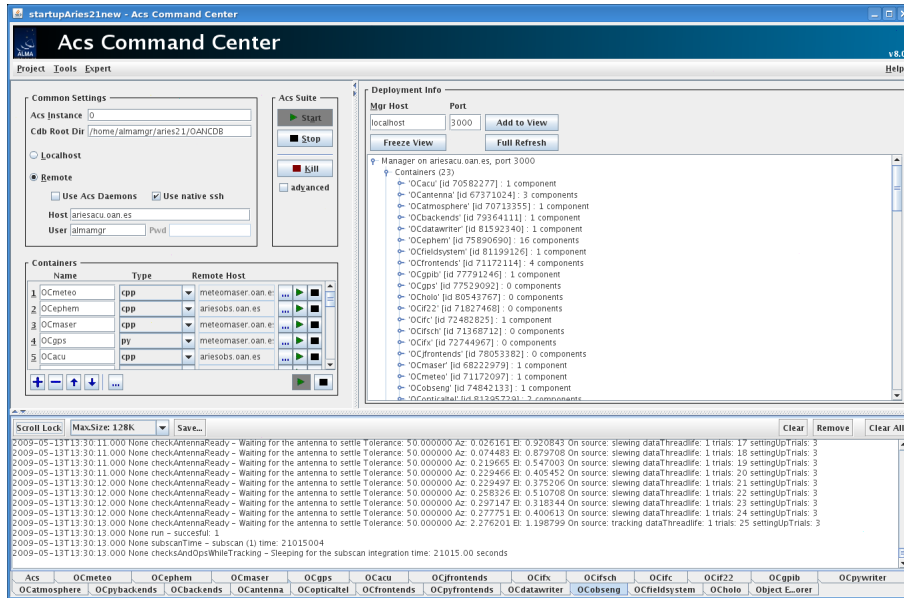 startupAries21new - Acs Command Center
ALMA
Acs Command Center
v8.0
Project Tools Expert
Help
Common Settings
Acs Instance 0
Cdb Root Dir /home/almamgr/aries21/OANCDB
Localhost
Remote
Use Acs Daemons Use native ssh
Host ariesacu.oan.es
User almamgr Pwd
Acs Suite
Start
Stop
Kill
advanced
Containers
Name Type Remote Host
1 OCmeteo cpp meteomaser.oan.es ...
2 OCephem cpp ariesobs.oan.es ...
3 OCmaser cpp meteomaser.oan.es ...
4 OCgps py meteomaser.oan.es ...
5 OCacu cpp ariesobs.oan.es ...
...
Deployment Info
Mgr Host Port
localhost 3000 Add to View
Freeze View Full Refresh
Manager on ariesacu.oan.es, port 3000
Containers (23)
'OCacu' [id 70582277] : 1 component
'OCantenna' [id 67371024] : 3 components
'OCatmosphere' [id 70713355] : 1 component
'OCbackends' [id 79364111] : 1 component
'OCdatawriter' [id 81592340] : 1 component
'OCephem' [id 75890690] : 16 components
'OCfieldsystem' [id 81199126] : 1 component
'OCfrontends' [id 71172114] : 4 components
'OCgpib' [id 77791246] : 1 component
'OCgps' [id 77529092] : 0 components
'OCholo' [id 80543767] : 0 components
'OCif22' [id 71827468] : 0 components
'OCifc' [id 72482825] : 1 component
'OCifsch' [id 71368712] : 0 components
'OCifx' [id 72744967] : 0 components
'OCjfrontends' [id 78053382] : 0 components
'OCmaser' [id 68222979] : 1 component
'OCmeteo' [id 71172097] : 1 component
'OCobseng' [id 74842133] : 1 component
'OCopticaltel' [id 81395729] : 2 components
Scroll Lock Max.Size: 128K Save... Clear Remove Clear All
2009-05-13T13:30:11.000 None checkAntennaReady - Waiting for the antenna to settle Tolerance: 50.000000 Az: 0.026161 El: 0.920843 On source: slewing dataThreadlife: 1 trials: 17 settingUpTrials: 3
2009-05-13T13:30:11.000 None checkAntennaReady - Waiting for the antenna to settle Tolerance: 50.000000 Az: 0.074483 El: 0.879708 On source: slewing dataThreadlife: 1 trials: 18 settingUpTrials: 3
2009-05-13T13:30:11.000 None checkAntennaReady - Waiting for the antenna to settle Tolerance: 50.000000 Az: 0.219665 El: 0.547003 On source: slewing dataThreadlife: 1 trials: 19 settingUpTrials: 3
2009-05-13T13:30:11.000 None checkAntennaReady - Waiting for the antenna to settle Tolerance: 50.000000 Az: 0.229466 El: 0.405452 On source: slewing dataThreadlife: 1 trials: 20 settingUpTrials: 3
2009-05-13T13:30:12.000 None checkAntennaReady - Waiting for the antenna to settle Tolerance: 50.000000 Az: 0.229497 El: 0.375206 On source: slewing dataThreadlife: 1 trials: 21 settingUpTrials: 3
2009-05-13T13:30:12.000 None checkAntennaReady - Waiting for the antenna to settle Tolerance: 50.000000 Az: 0.258326 El: 0.510708 On source: slewing dataThreadlife: 1 trials: 22 settingUpTrials: 3
2009-05-13T13:30:12.000 None checkAntennaReady - Waiting for the antenna to settle Tolerance: 50.000000 Az: 0.297147 El: 0.318344 On source: slewing dataThreadlife: 1 trials: 23 settingUpTrials: 3
2009-05-13T13:30:12.000 None checkAntennaReady - Waiting for the antenna to settle Tolerance: 50.000000 Az: 0.277751 El: 0.400613 On source: slewing dataThreadlife: 1 trials: 24 settingUpTrials: 3
2009-05-13T13:30:13.000 None checkAntennaReady - Waiting for the antenna to settle Tolerance: 50.000000 Az: 2.276201 El: 1.198799 On source: tracking dataThreadlife: 1 trials: 25 settingUpTrials: 3
2009-05-13T13:30:13.000 None run - succesful: 1
2009-05-13T13:30:13.000 None subscanTime - subscan (1) time: 21015004
2009-05-13T13:30:13.000 None checksAndOpsWhileTracking - Sleeping for the subscan integration time: 21015.00 seconds
Acs OCmeteo OCephem OCmaser OCgps OCacu OCjfrontends OCifx OCifsch OCifc OCif22 OCgpib OCpywriter
OCatmosphere OCpybackends OCbackends OCantenna OCopticaltel OCfrontends OCpyfrontends OCdatawriter OCobseng OCfieldsystem OCholo Object E...orer